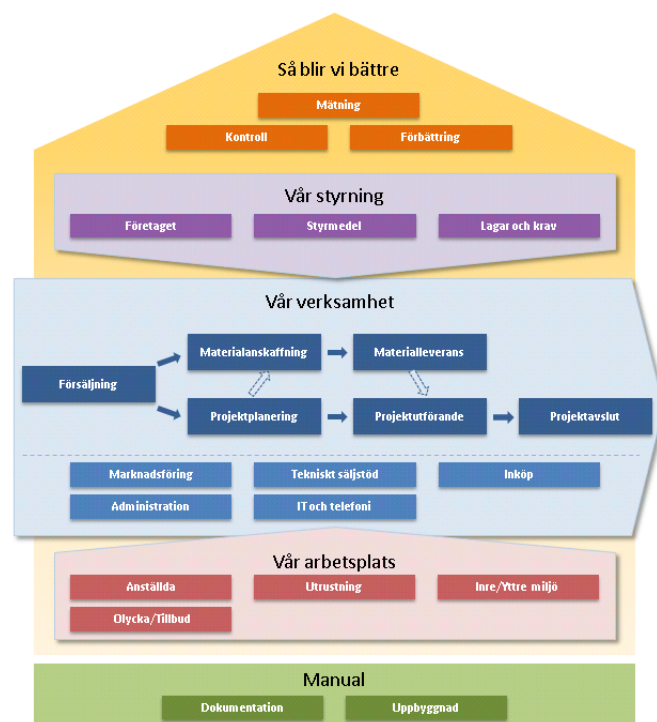 Så blir vi bättre
Mätning
Kontroll
Förbättring
Vår styrning
Företaget
Styrmedel
Lagar och krav
Vår verksamhet
Materialanskaffning
Materialleverans
Försäljning
Projektplanering
Projektutförande
Projektavslut
Marknadsföring
Tekniskt säljstöd
Inköp
Administration
IT och telefoni
Vår arbetsplats
Anställda
Utrustning
Inre/Yttre miljö
Olycka/Tillbud
Manual
Dokumentation
Uppbyggnad